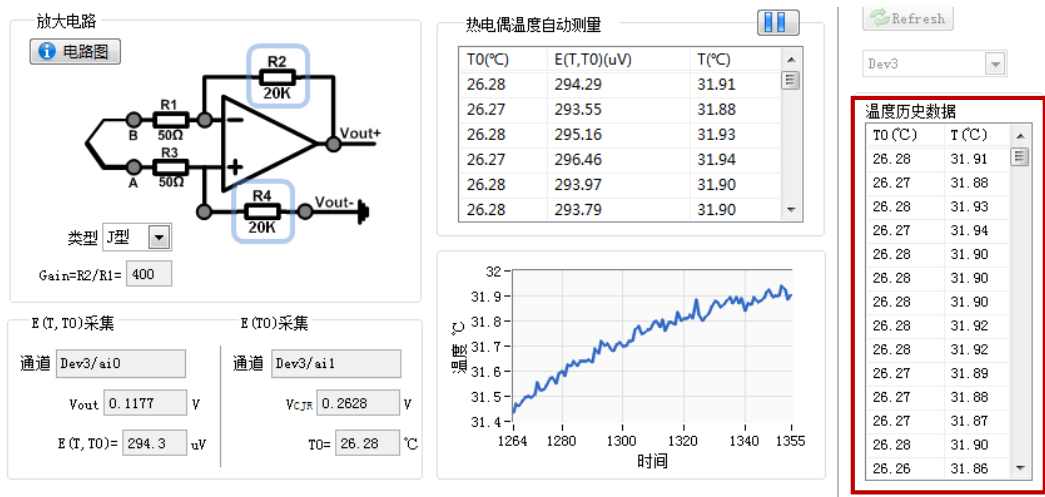 放大电路
电路图
R2
20K
R1
50Ω
B
R3
50Ω
A
Vout+
R4
20K
Vout-
类型 J型
Gain=R2/R1= 400
E(T,T0)采集
通道 Dev3/ai0
Vout 0.1177 V
E(T,T0)= 294.3 uV
E(T0)采集
通道 Dev3/ai1
VCJR 0.2628 V
T0= 26.28 ℃
热电偶温度自动测量
T0(℃) E(T,T0)(uV) T(℃)
26.28 294.29 31.91
26.27 293.55 31.88
26.28 295.16 31.93
26.27 296.46 31.94
26.28 293.97 31.90
26.28 293.79 31.90
32
31.9
31.8
31.7
31.6
31.5
31.4
温度 ℃
1264 1280 1300 1320 1340 1355
时间
Refresh
Dev3
温度历史数据
T0(℃) T(℃)
26.28 31.91
26.27 31.88
26.28 31.93
26.27 31.94
26.28 31.90
26.28 31.90
26.28 31.90
26.28 31.92
26.28 31.92
26.27 31.89
26.27 31.88
26.27 31.87
26.28 31.90
26.26 31.86